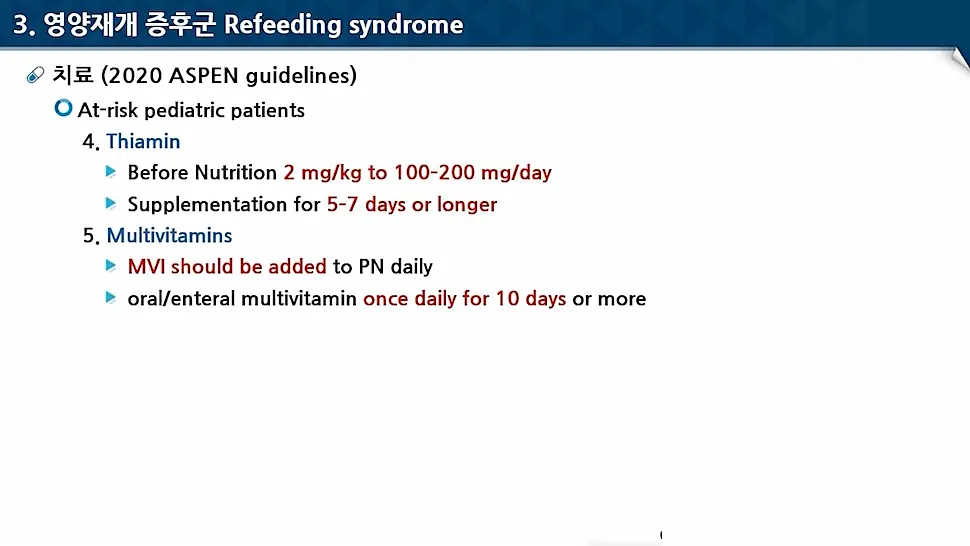 3. 영양재개 증후군 Refeeding syndrome
치료 (2020 ASPEN guidelines)
At-risk pediatric patients
4. Thiamin
Before Nutrition 2 mg/kg to 100-200 mg/day
Supplementation for 5-7 days or longer
5. Multivitamins
MVI should be added to PN daily
oral/enteral multivitamin once daily for 10 days or more